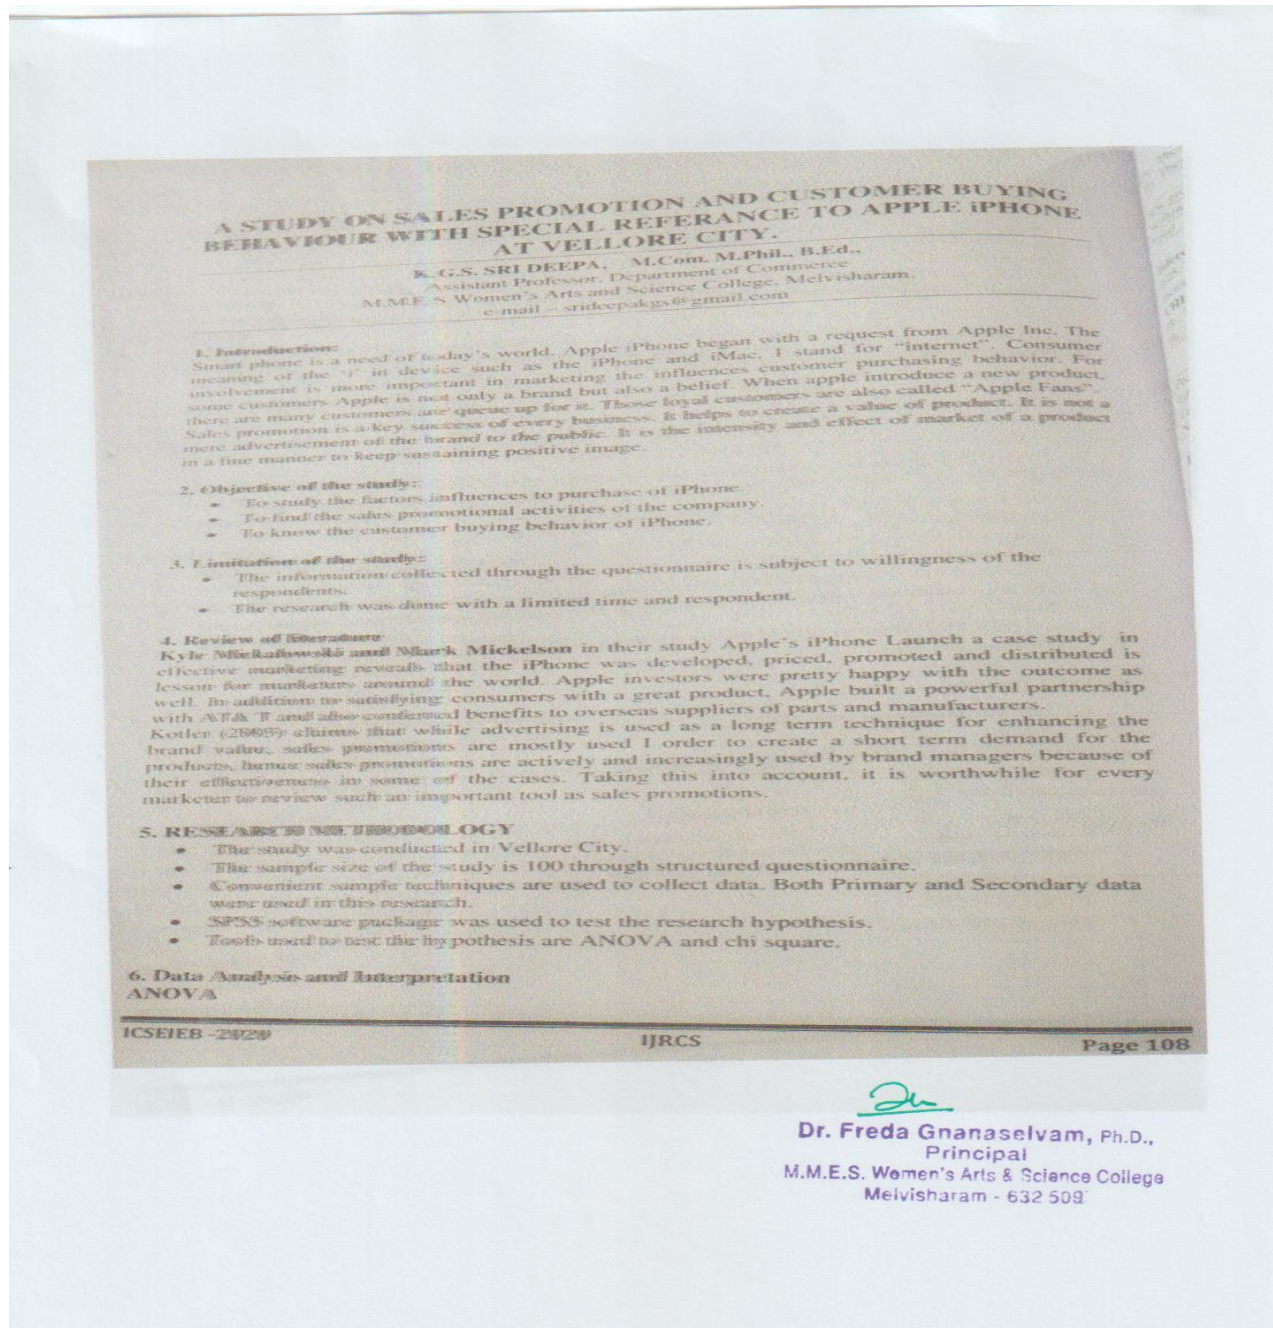 A STUDY ON SALES PROMOTION AND CUSTOMER BUYING
BEHAVIOUR WITH SPECIAL REFERANCE TO APPLE iPHONE
AT VELLORE CITY.
K.G.S. SRI DEEPA, M.Com. M.Phil., B.Ed.,
Assistant Professor, Department of Commerce
M.M.E.S Women's Arts and Science College, Melvisharam.
e-mail – srideepakgs@gmail.com
1. Introduction:
Smart phone is a need of today's world. Apple iPhone began with a request from Apple Inc. The
meaning of the 'i' in device such as the iPhone and iMac, I stand for "internet". Consumer
involvement is more important in marketing the influences customer purchasing behavior. For
some customers Apple is not only a brand but also a belief. When apple introduce a new product,
there are many customers are queue up for it. Those loyal customers are also called "Apple Fans".
Sales promotion is a key success of every business. It helps to create a value of product. It is not a
mere advertisement of the brand to the public. It is the intensity and effect of market of a product
in a fine manner to keep sustaining positive image.
2. Objective of the study:
• To study the factors influences to purchase of iPhone.
• To find the sales promotional activities of the company.
• To know the customer buying behavior of iPhone.
3. Limitation of the study:
• The information collected through the questionnaire is subject to willingness of the
respondents.
• The research was done with a limited time and respondent.
4. Review of literature
Kyle and Mark Mickelson in their study Apple's iPhone Launch a case study in
effective marketing reveals that the iPhone was developed, priced, promoted and distributed is
lesson for marketers around the world. Apple investors were pretty happy with the outcome as
well. In addition to satisfying consumers with a great product, Apple built a powerful partnership
with AT& T and also benefits to overseas suppliers of parts and manufacturers.
Kotler claims that while advertising is used as a long term technique for enhancing the
brand value, sales promotions are mostly used I order to create a short term demand for the
products, hence sales promotions are actively and increasingly used by brand managers because of
their effectiveness in some of the cases. Taking this into account, it is worthwhile for every
marketer to review such an important tool as sales promotions.
5. RESEARCH METHODOLOGY
• The study was conducted in Vellore City.
• The sample size of the study is 100 through structured questionnaire.
• Convenient sample techniques are used to collect data. Both Primary and Secondary data
were used in this research.
• SPSS software package was used to test the research hypothesis.
• Tools used to test the hypothesis are ANOVA and chi square.
6. Data Analysis and Interpretation
ANOVA
ICSEIEB -2020 IJRCS Page 108
Dr. Freda Gnanaselvam, Ph.D.,
Principal
M.M.E.S. Women's Arts & Science College
Melvisharam - 632 509